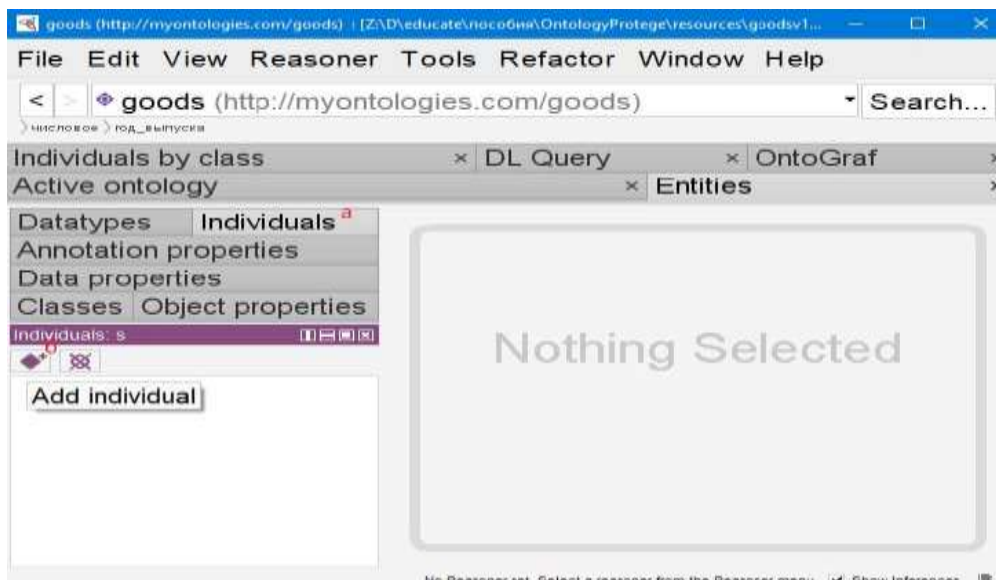 goods (http://myontologies.com/goods) : [Z:\D\educate\пособия\OntologyProtege\resources\goodsv1...
File Edit View Reasoner Tools Refactor Window Help
< > goods (http://myontologies.com/goods) Search...
числовое год_выпуска
Individuals by class × DL Query × OntoGraf
Active ontology × Entities
Datatypes Individuals а
Annotation properties
Data properties
Classes Object properties
Individuals: s
б
Add individual
Nothing Selected
No Reasoner set. Select a reasoner from the Reasoner menu Show Inferences